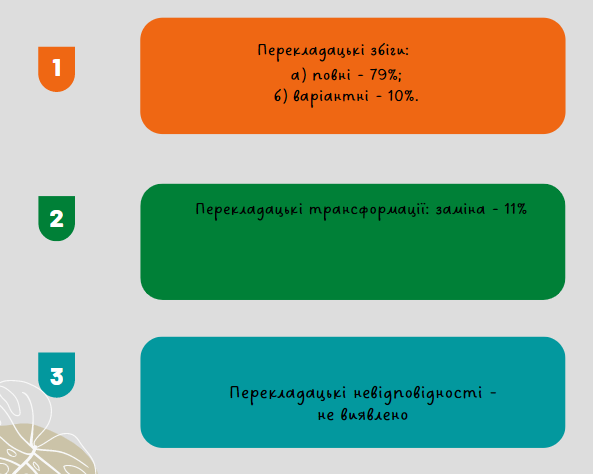 1
Перекладацькі збіги:
а) повні - 79%;
б) варіантні - 10%.
2
Перекладацькі трансформації: заміна - 11%
3
Перекладацькі невідповідності -
не виявлено